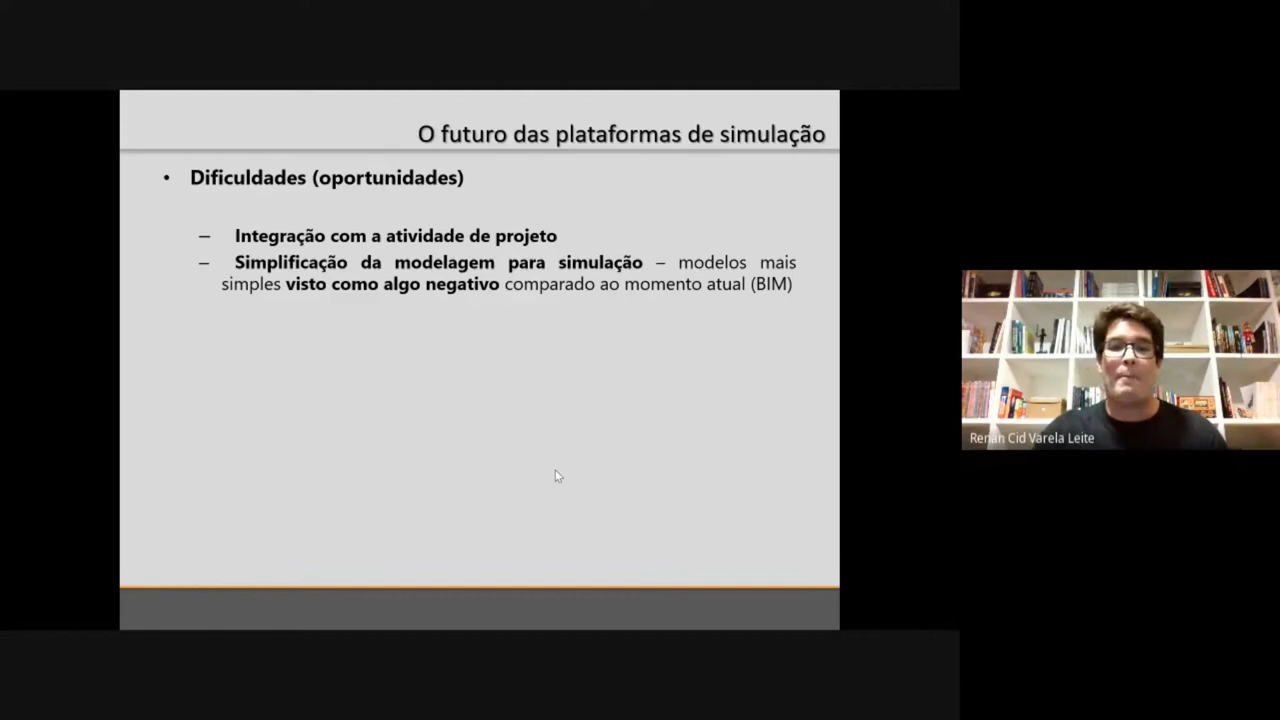 O futuro das plataformas de simulação
• Dificuldades (oportunidades)
– Integração com a atividade de projeto
– Simplificação da modelagem para simulação – modelos mais
simples visto como algo negativo comparado ao momento atual (BIM)
Renan Cid Varela Leite